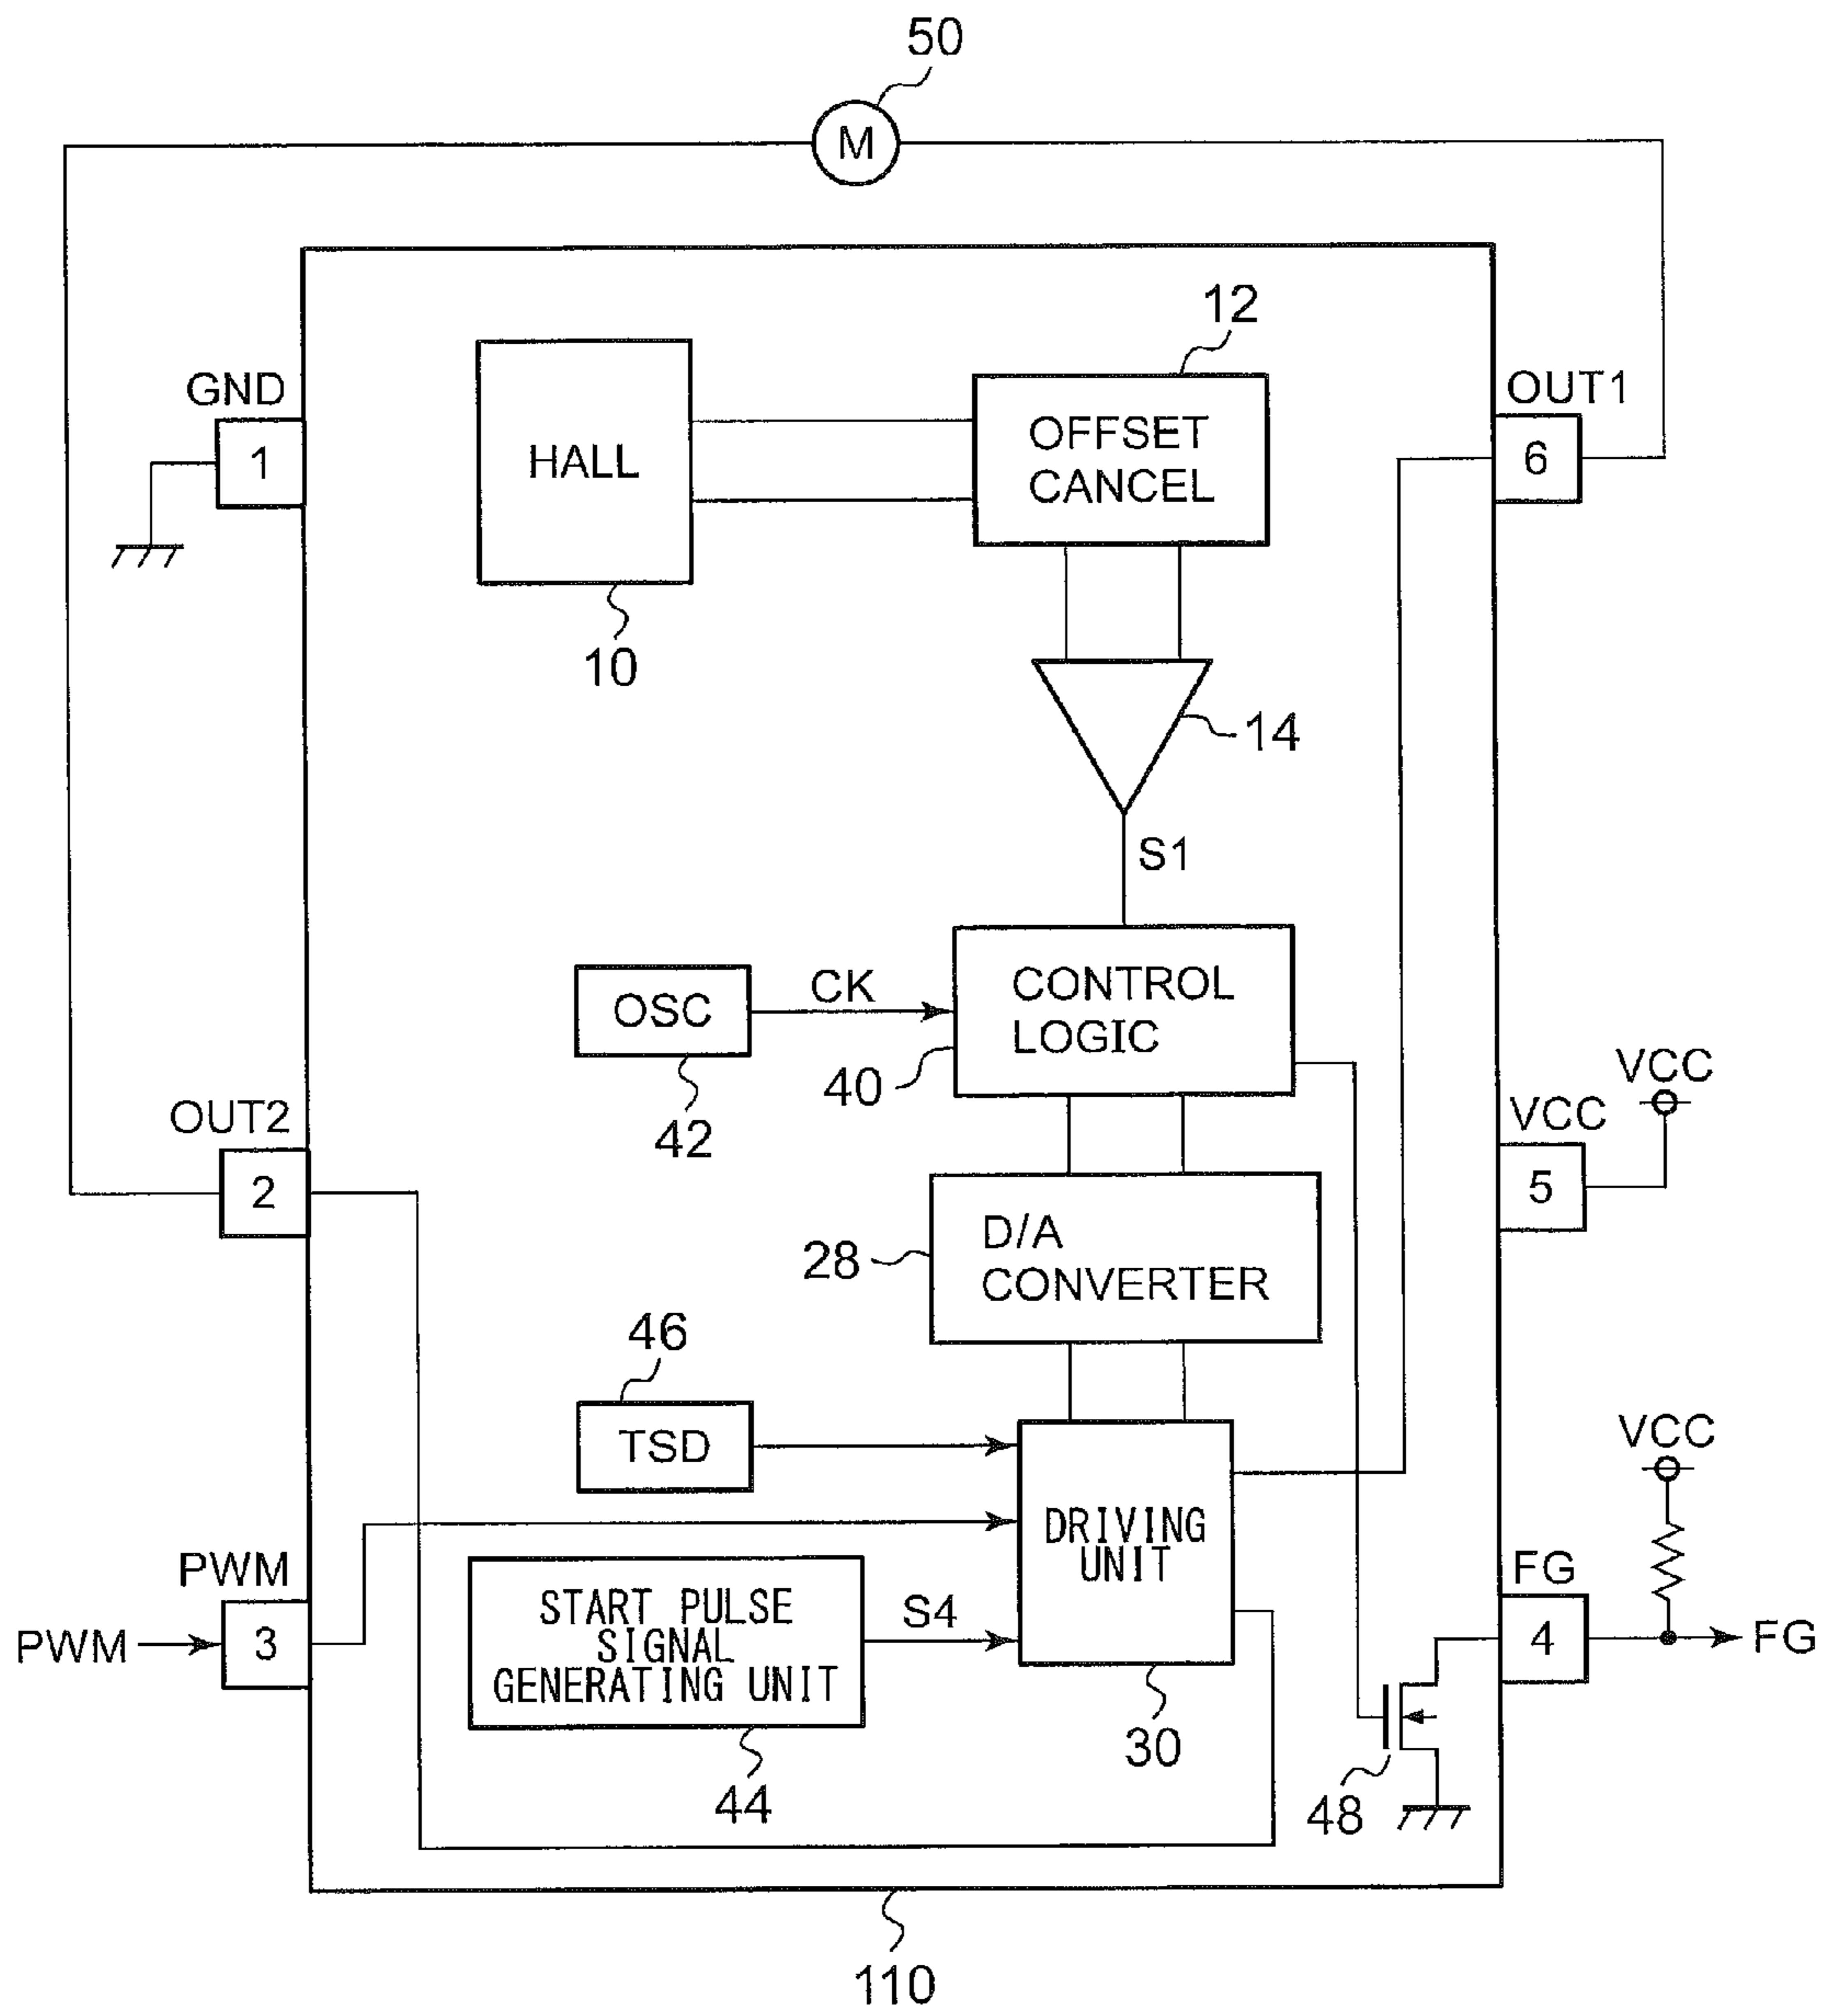 50
M
12
GND
OUT1
1
HALL
OFFSET
CANCEL
6
10
14
S1
OSC
CK
CONTROL
LOGIC
40
42
VCC
OUT2
VCC
2
5
28
D/A
CONVERTER
46
TSD
VCC
DRIVING
UNIT
PWM
FG
START PULSE
SIGNAL
GENERATING UNIT
S4
PWM
3
4
FG
30
44
48
110